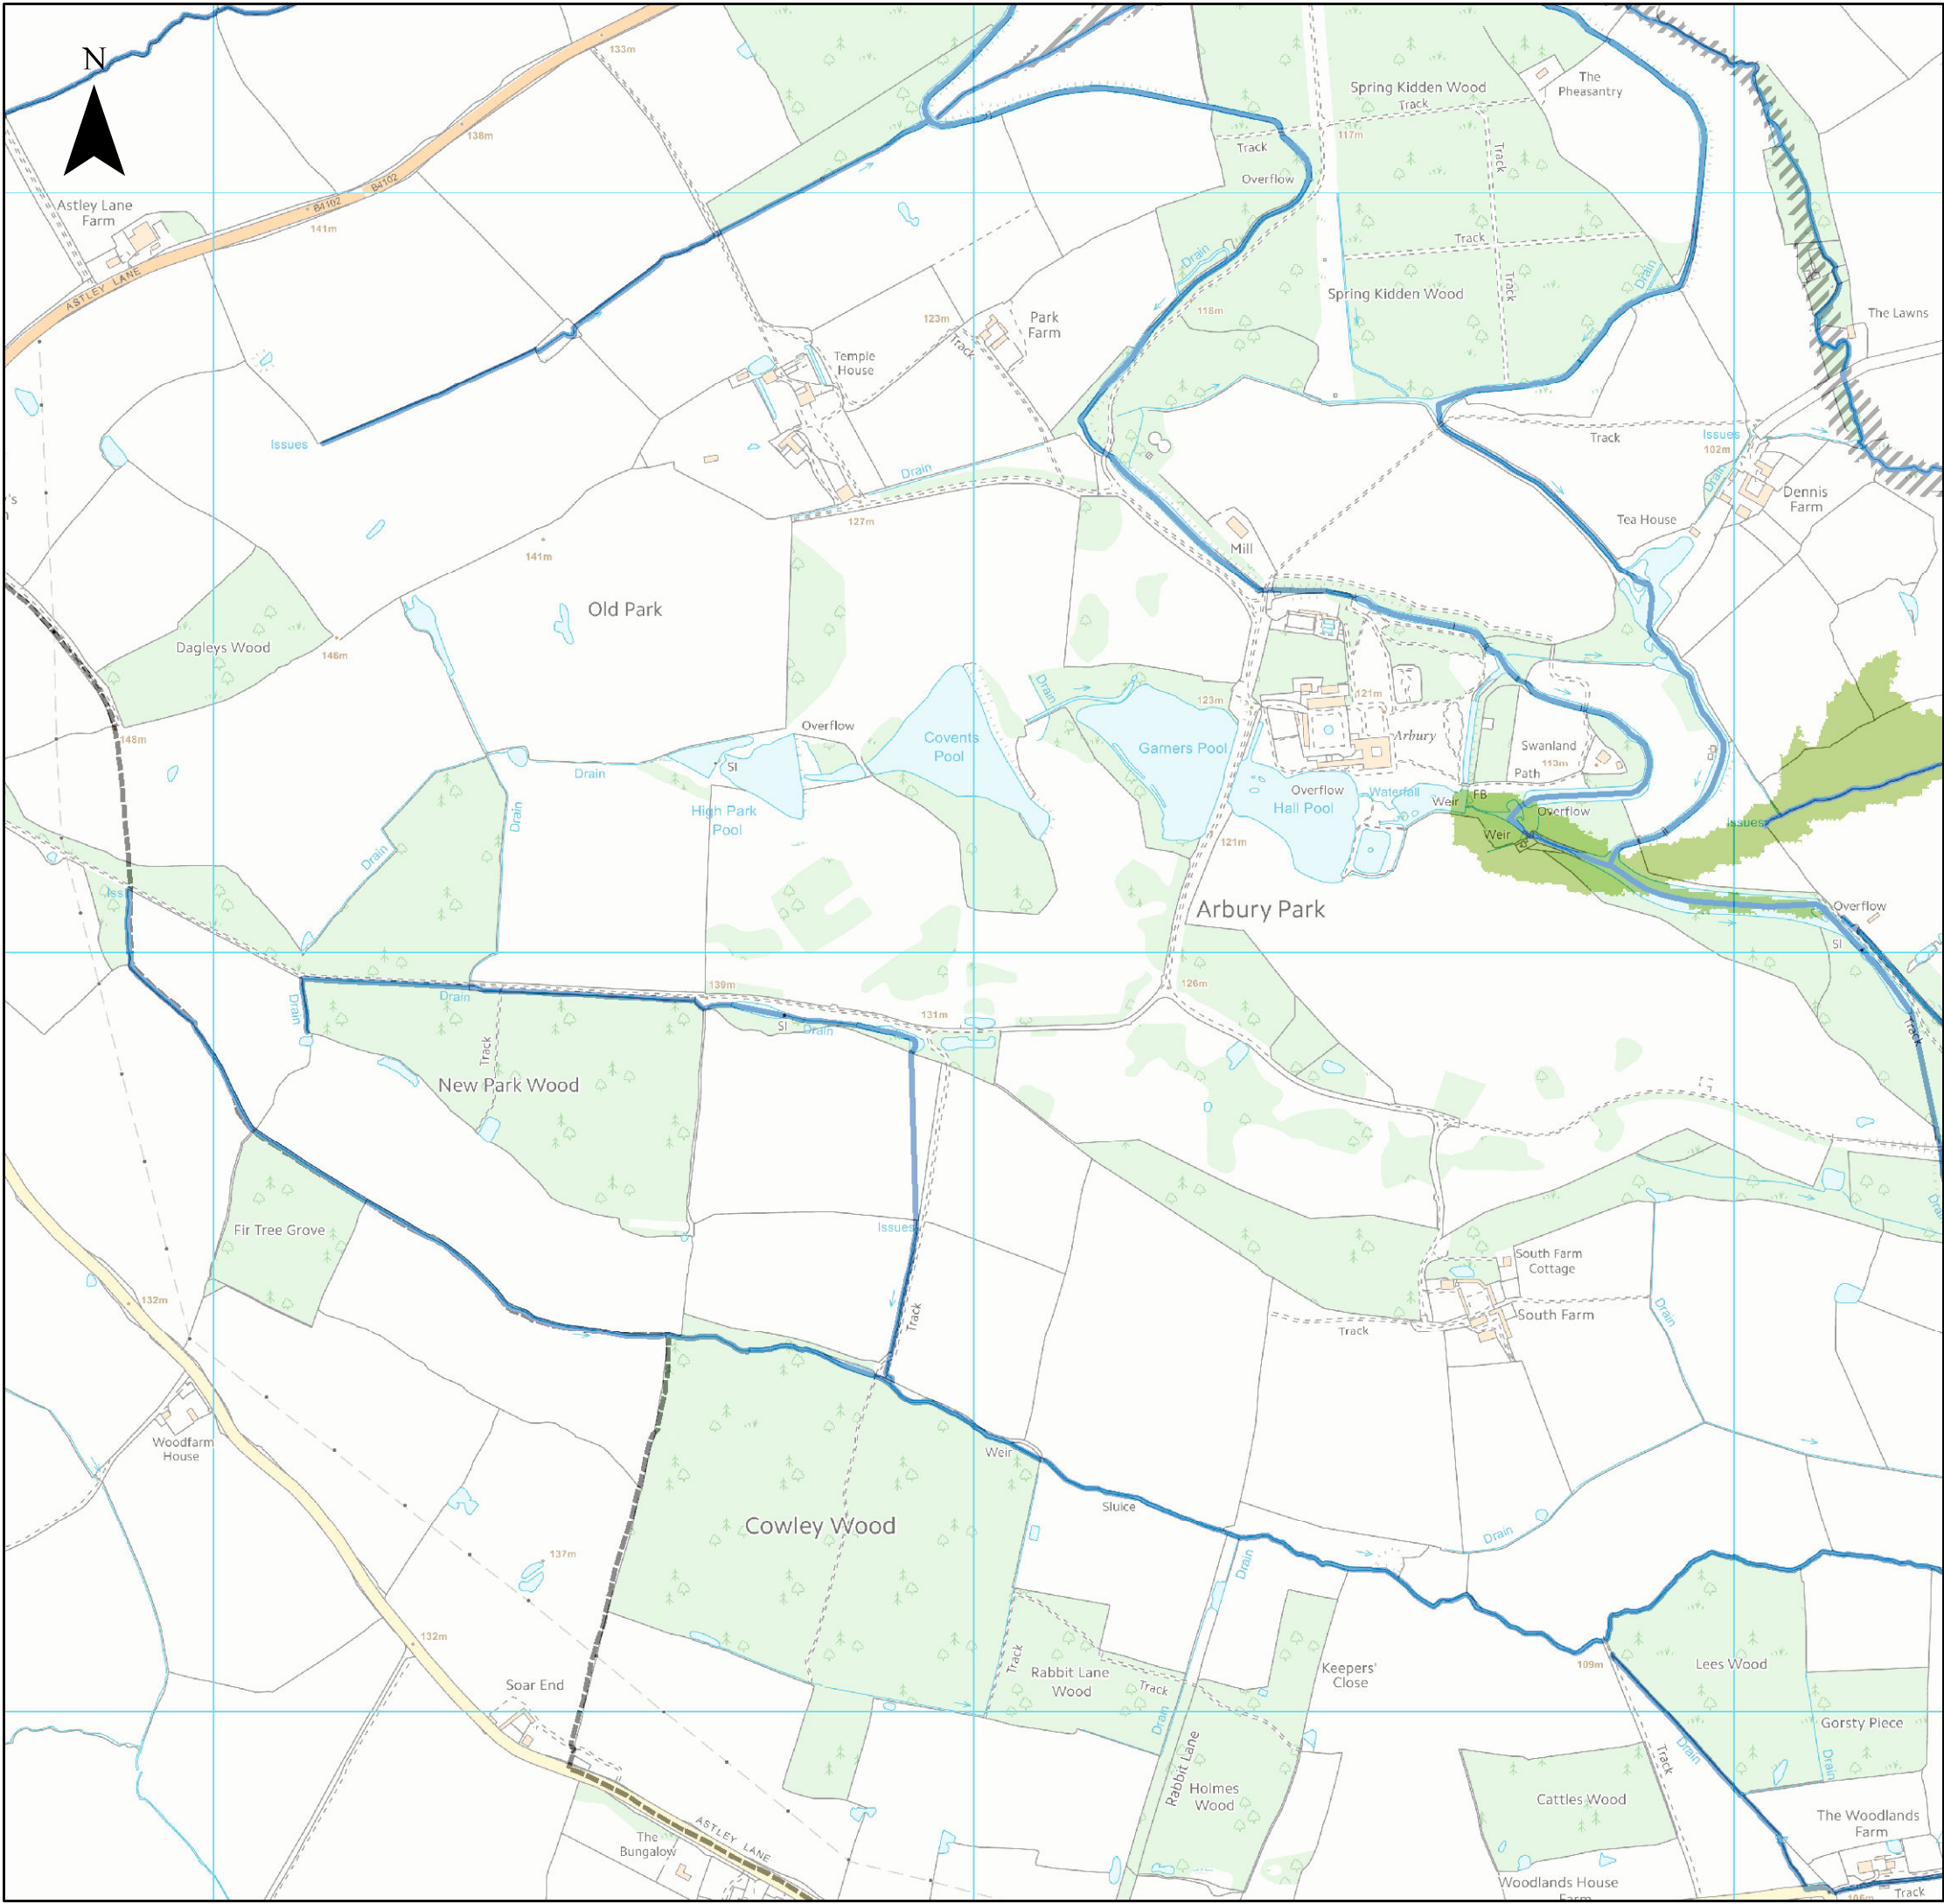 N
133m
138m
B4102
B4102
141m
Astley Lane
Farm
ASTLEY LANE
Spring Kidden Wood
Track
The
Pheasantry
117m
Track
Track
Overflow
Track
Drain
Spring Kidden Wood
Track
Drain
118m
The Lawns
123m
Track
Park
Farm
Temple
House
Issues
Drain
127m
141m
Track
Issues
102m
Drain
Dennis
Farm
Tea House
Mill
Old Park
Dagleys Wood
146m
148m
Drain
Overflow
Covents
Pool
123m
Garners Pool
121m
Arbury
Swanland
113m
Path
SI
Drain
High Park
Pool
Drain
Drain
Overflow
Hall Pool
Waterfall
Weir
FB
Overflow
Weir
Issues
121m
Arbury Park
Overflow
SI
Track
Iss
Drain
Drain
139m
SI
Drain
131m
126m
Track
New Park Wood
Fir Tree Grove
Issues
Track
132m
South Farm
Cottage
South Farm
Track
Drain
Drain
Woodfarm
House
Weir
Sluice
Cowley Wood
Drain
Drain
137m
132m
Soar End
Track
Rabbit Lane
Wood
Track
Drain
Keepers'
Close
109m
Lees Wood
Gorsty Piece
Drain
Drain
Track
Rabbit Lane
Holmes
Wood
Cattles Wood
The Woodlands
Farm
The
Bungalow
ASTLEY LANE
Woodlands House
Farm
106m
Track